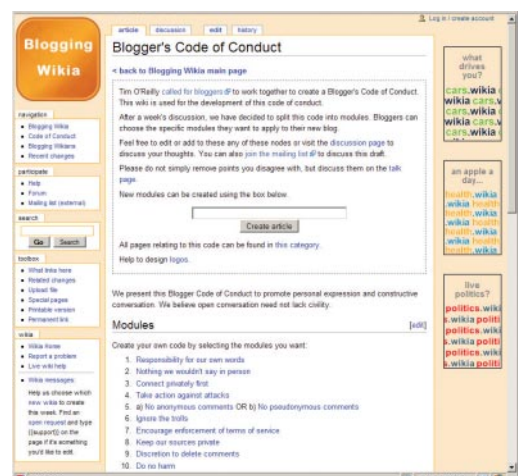 Log in / create account
Blogging
Wikia
article discussion edit history
Blogger's Code of Conduct
< back to Blogging Wikia main page
Tim O'Reilly called for bloggers to work together to create a Blogger's Code of Conduct.
This wiki is used for the development of this code of conduct.
After a week's discussion, we have decided to split this code into modules. Bloggers can
choose the specific modules they want to apply to their new blog.
Feel free to edit or add to these any of these nodes or visit the discussion page to
discuss your thoughts. You can also join the mailing list to discuss this draft.
Please do not simply remove points you disagree with, but discuss them on the talk
page.
New modules can be created using the box below.
Create article
All pages relating to this code can be found in this category.
Help to design logos.
We present this Blogger Code of Conduct to promote personal expression and constructive
conversation. We believe open conversation need not lack civility.
Modules [edit]
Create your own code by selecting the modules you want:
1. Responsibility for our own words
2. Nothing we wouldn't say in person
3. Connect privately first
4. Take action against attacks
5. a) No anonymous comments OR b) No pseudonymous comments
6. Ignore the trolls
7. Encourage enforcement of terms of service
8. Keep our sources private
9. Discretion to delete comments
10. Do no harm
navigation
Blogging Wikia
Code of Conduct
Blogging Wikians
Recent changes
participate
Help
Forum
Mailing list (external)
search
Go Search
toolbox
What links here
Related changes
Upload file
Special pages
Printable version
Permanent link
wikia
Wikia Home
Report a problem
Live wiki help
Wikia messages:
Help us choose which
new wikia to create
this week. Find an
open request and type
{{support}} on the
page if it's something
you'd like to edit.
what
drives
you?
cars.wikia
wikia cars.
cars.wikia
wikia cars.
cars.wikia
an apple a
day...
health.wikia
.wikia health
health.wikia
.wikia health
health.wikia
live
politics?
politics.wiki
s.wikia politi
politics.wiki
s.wikia politi
politics.wiki
s.wikia politi